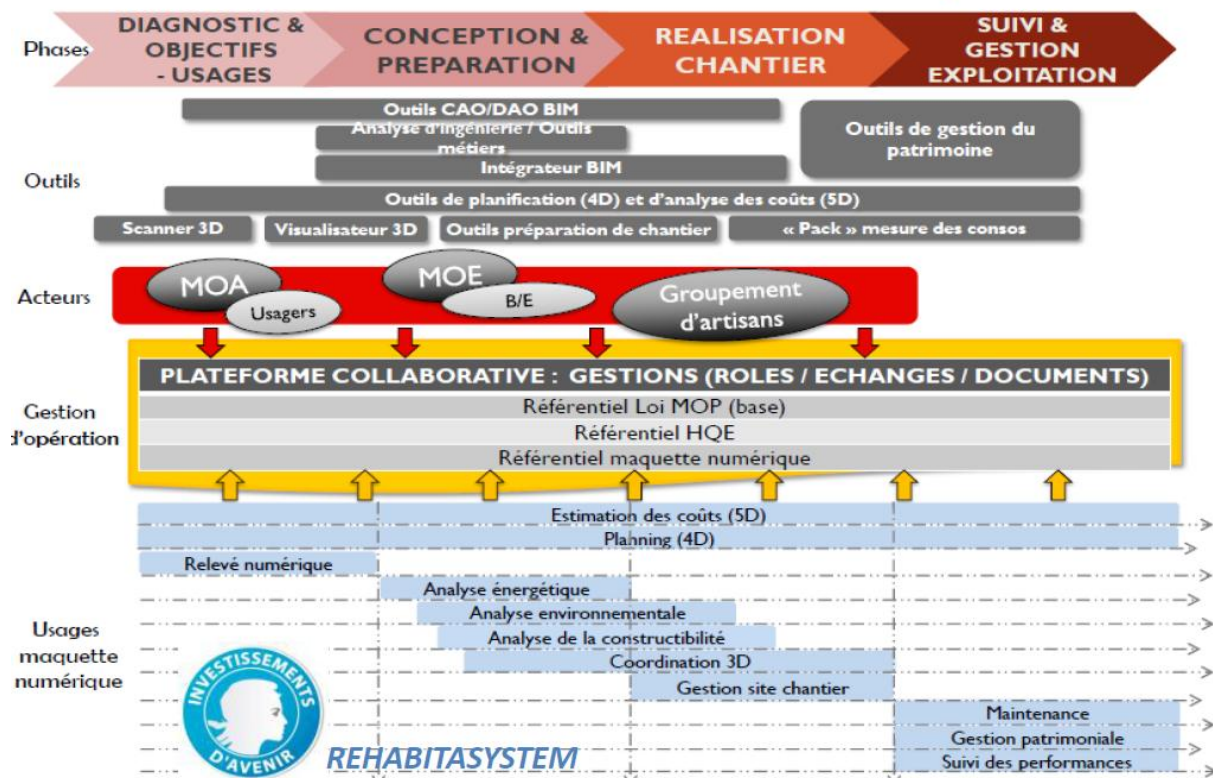 Phases
DIAGNOSTIC &
OBJECTIFS
- USAGES
CONCEPTION &
PREPARATION
REALISATION
CHANTIER
SUIVI &
GESTION
EXPLOITATION
Outils
Outils CAO/DAO BIM
Analyse d'ingénierie / Outils
métiers
Intégrateur BIM
Outils de gestion du
patrimoine
Outils de planification (4D) et d'analyse des coûts (5D)
Scanner 3D
Visualisateur 3D
Outils préparation de chantier
« Pack » mesure des consos
Acteurs
MOA
Usagers
MOE
B/E
Groupement
d'artisans
Gestion
d'opération
PLATEFORME COLLABORATIVE : GESTIONS (ROLES / ECHANGES / DOCUMENTS)
Référentiel Loi MOP (base)
Référentiel HQE
Référentiel maquette numérique
Usages
maquette
numérique
Estimation des coûts (5D)
Planning (4D)
Relevé numérique
Analyse énergétique
Analyse environnementale
Analyse de la constructibilité
Coordination 3D
Gestion site chantier
Maintenance
Gestion patrimoniale
Suivi des performances
INVESTISSEMENTS
D'AVENIR
REHABITASYSTEM